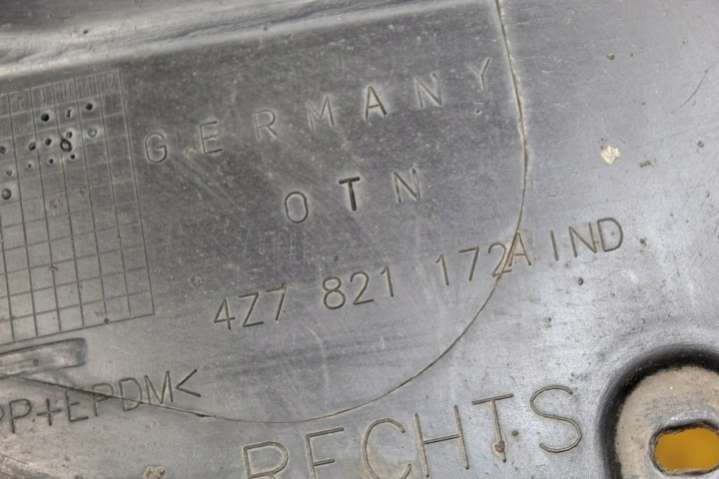 GERMANY
OTN
4Z7 821 172A IND
PP+EPDM<
RECHTS